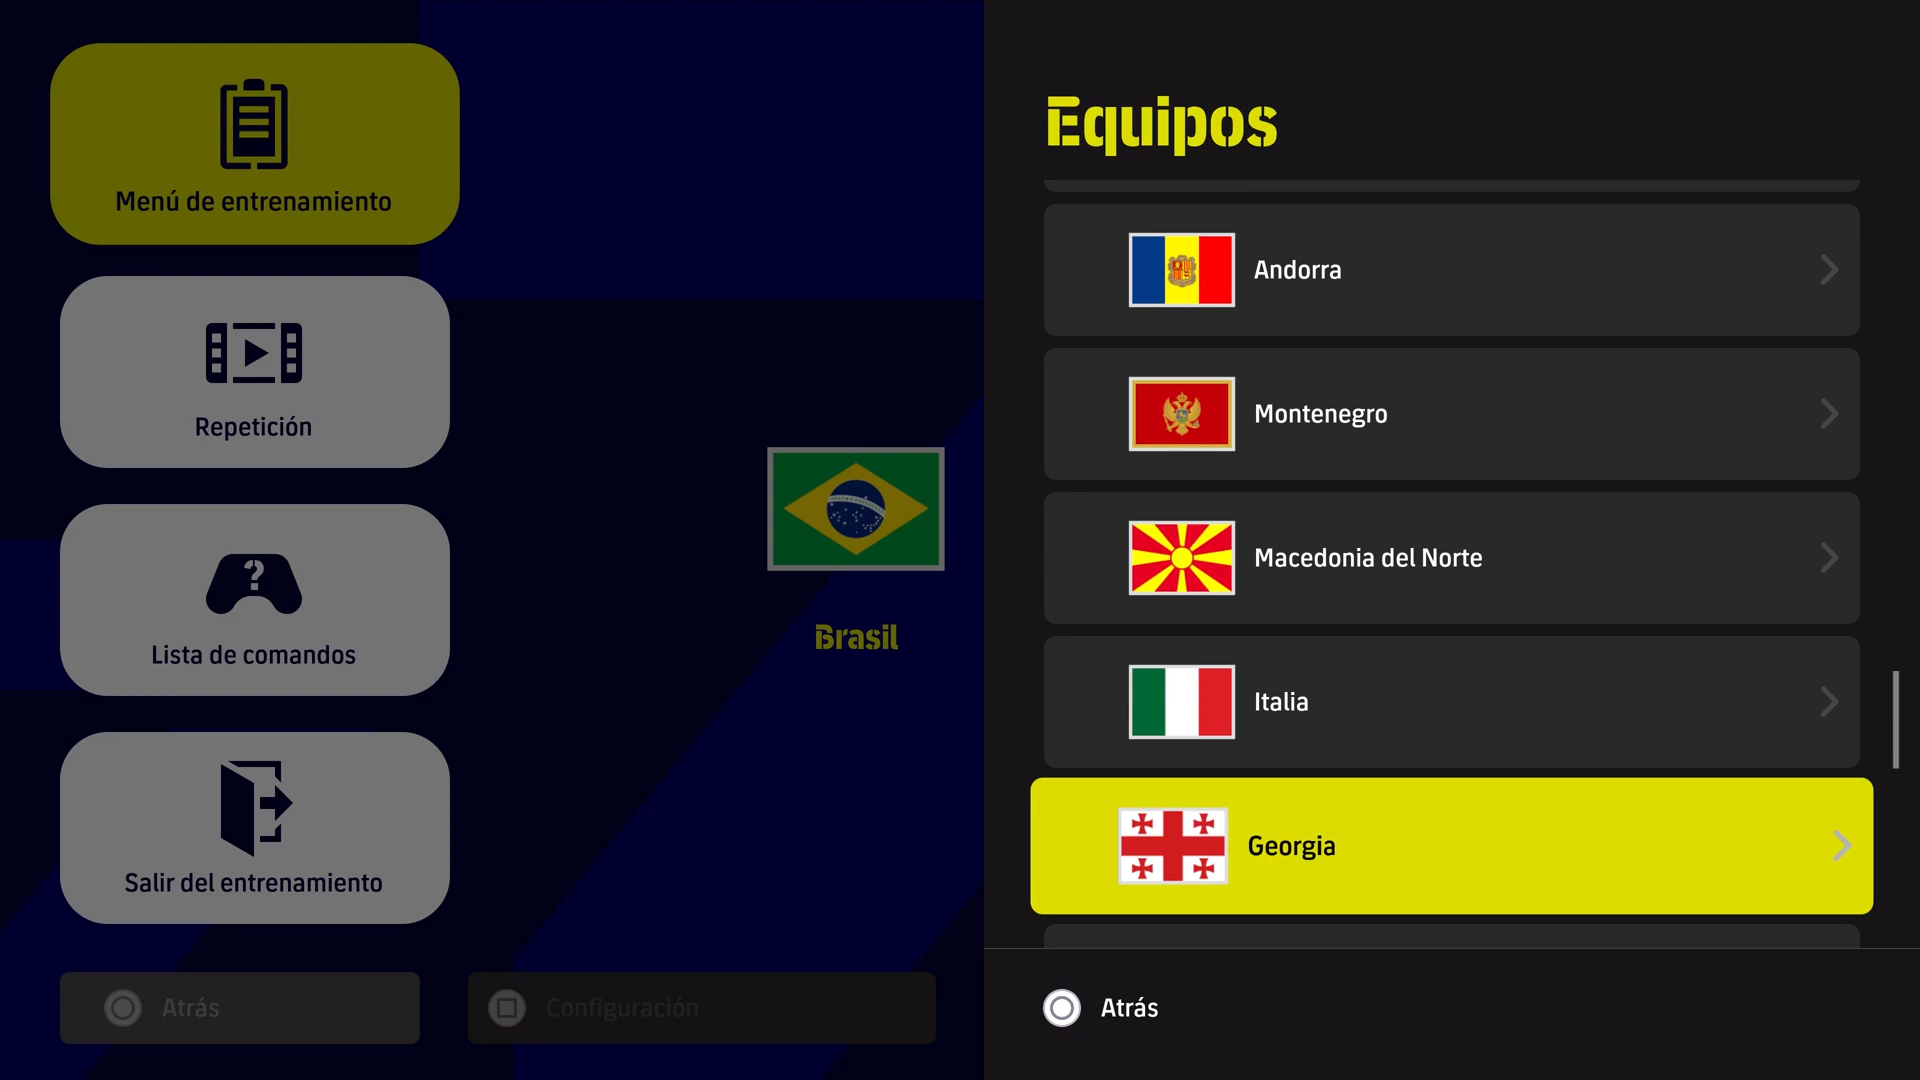 Menú de entrenamiento
Repetición
Lista de comandos
Salir del entrenamiento
Atrás
Configuración
Brasil
Equipos
Andorra
Montenegro
Macedonia del Norte
Italia
Georgia
Atrás